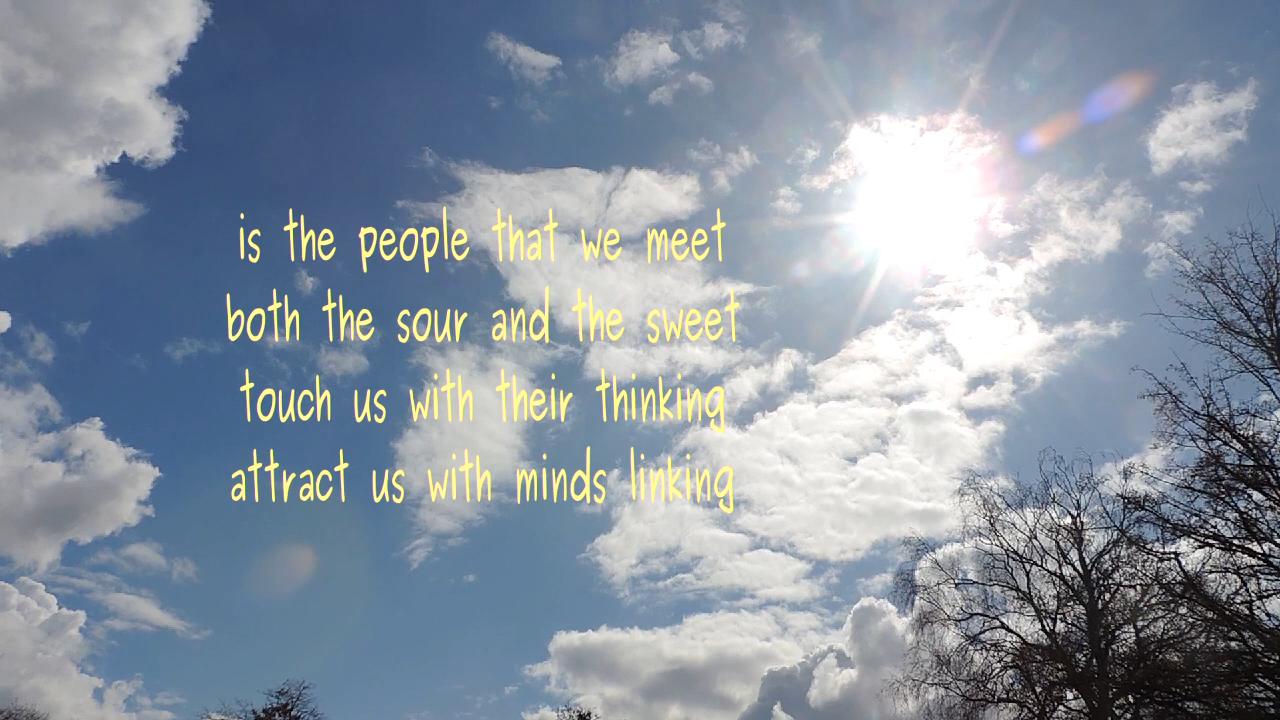 is the people that we meet
both the sour and the sweet
touch us with their thinking
attract us with minds linking